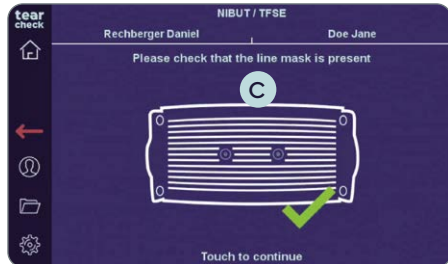 tear
check
NIBUT / TFSE
Rechberger Daniel
Doe Jane
Please check that the line mask is present
C
Touch to continue